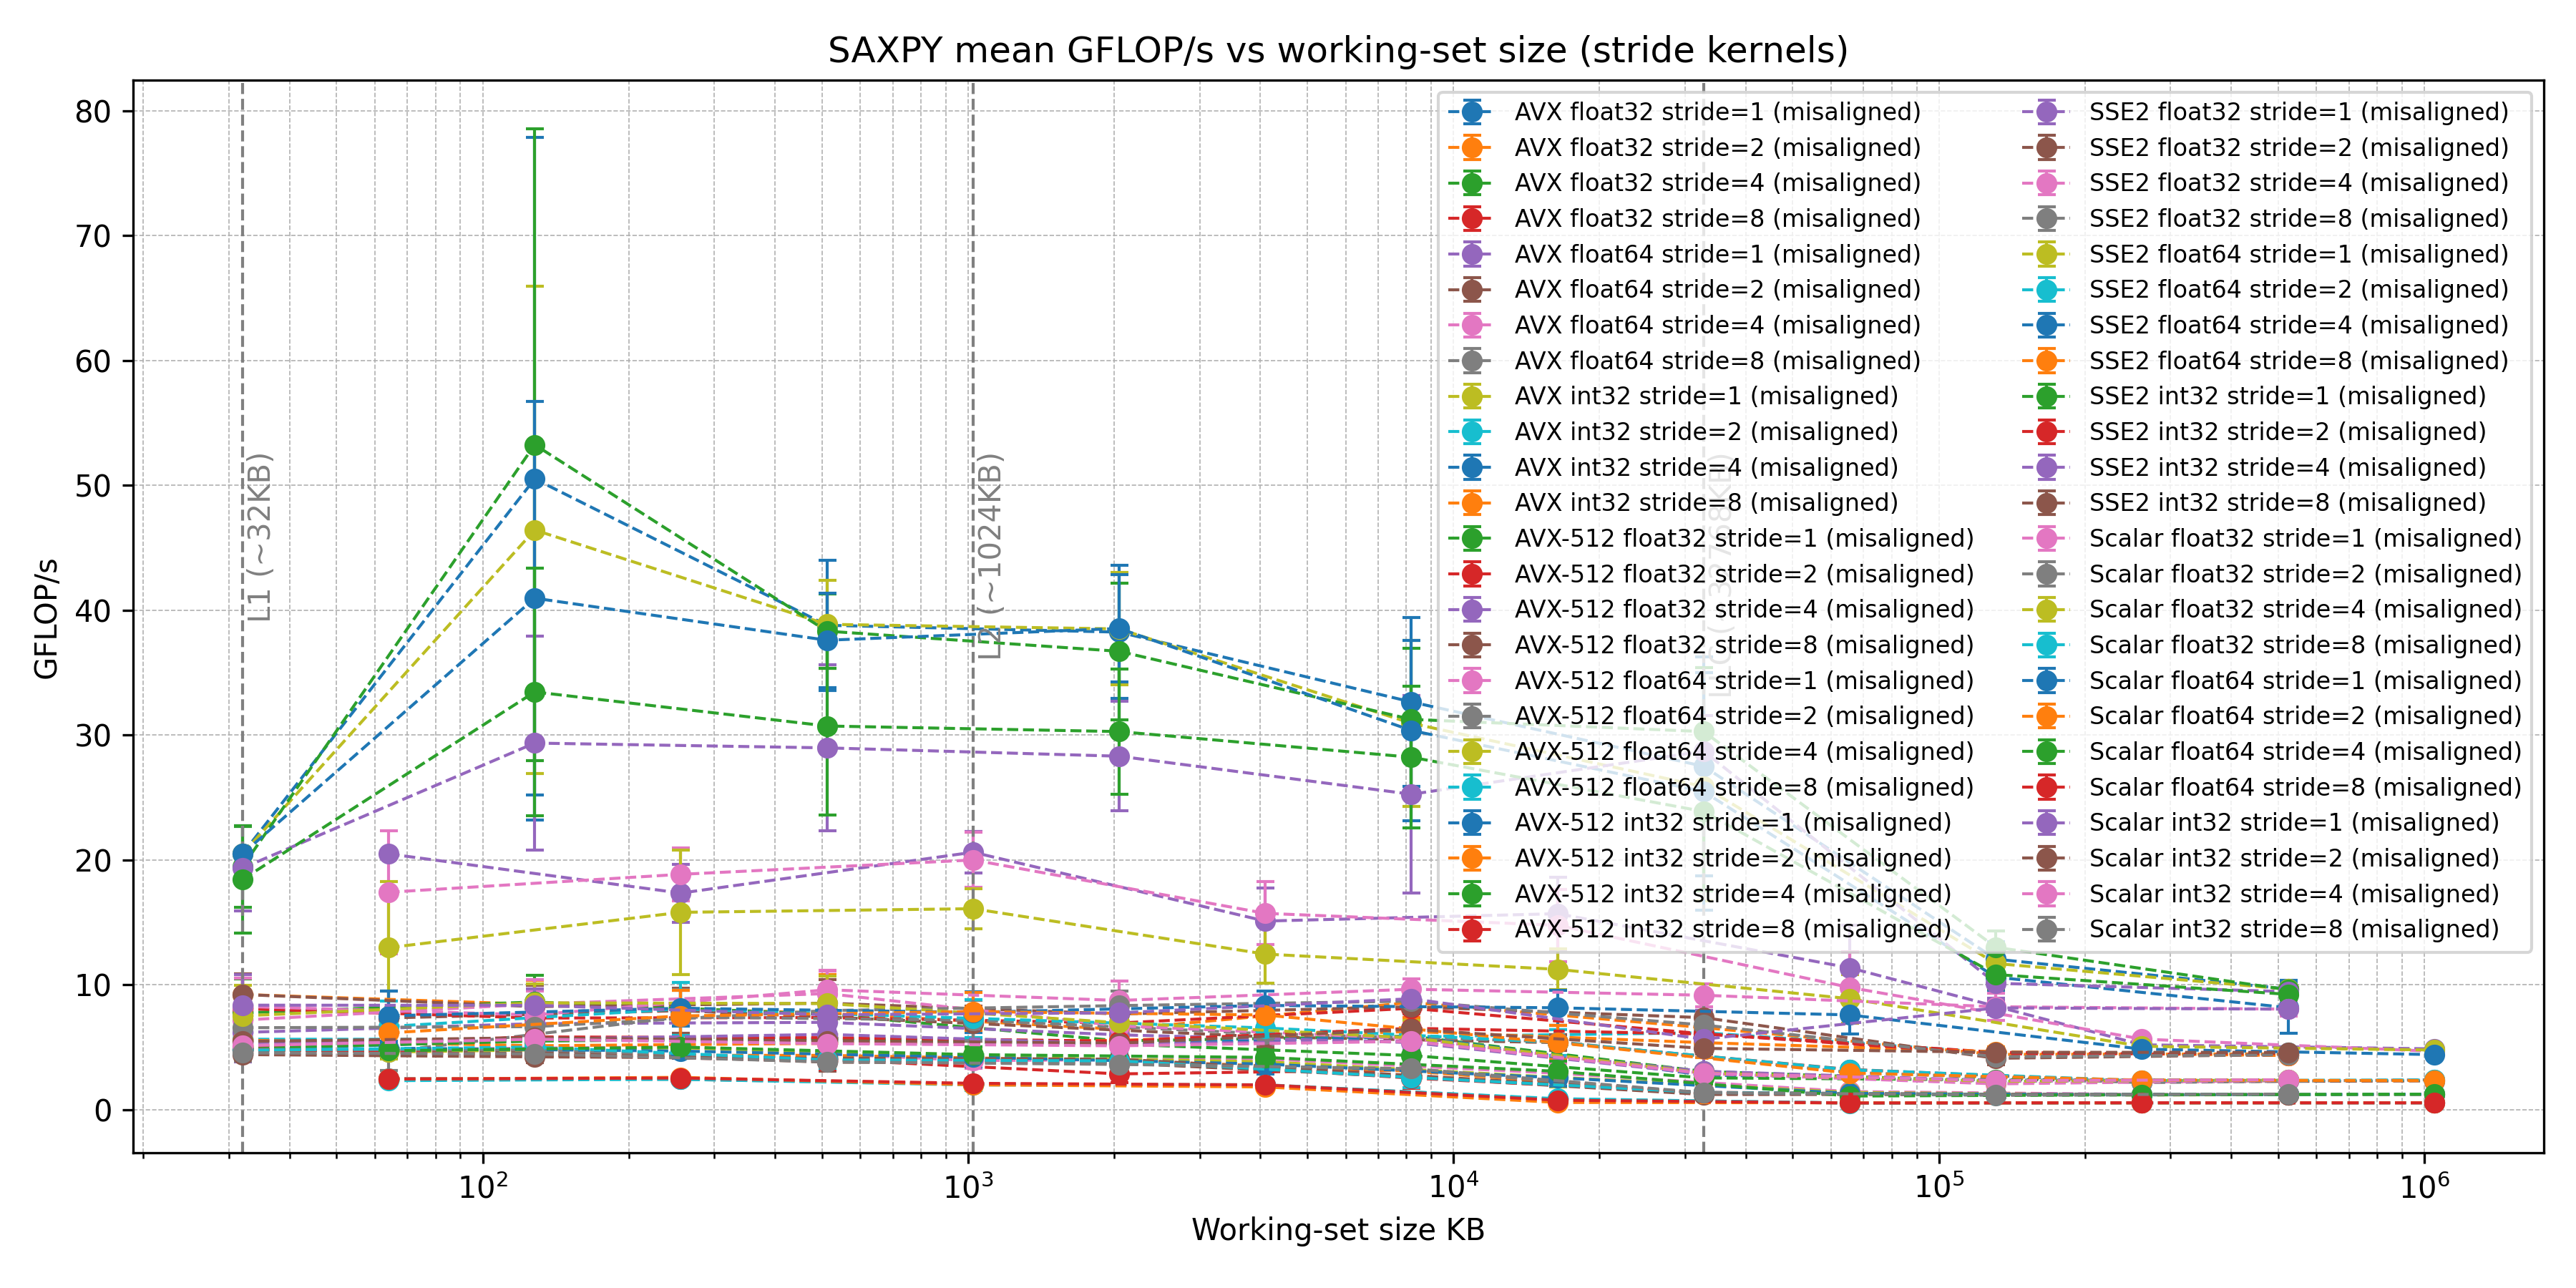 SAXPY mean GFLOP/s vs working-set size (stride kernels)
80
70
60
50
40
30
20
10
0
GFLOP/s
L1 (~32KB)
L2 (~1024KB)
AVX float32 stride=1 (misaligned)
AVX float32 stride=2 (misaligned)
AVX float32 stride=4 (misaligned)
AVX float32 stride=8 (misaligned)
AVX float64 stride=1 (misaligned)
AVX float64 stride=2 (misaligned)
AVX float64 stride=4 (misaligned)
AVX float64 stride=8 (misaligned)
AVX int32 stride=1 (misaligned)
AVX int32 stride=2 (misaligned)
AVX int32 stride=4 (misaligned)
AVX int32 stride=8 (misaligned)
AVX-512 float32 stride=1 (misaligned)
AVX-512 float32 stride=2 (misaligned)
AVX-512 float32 stride=4 (misaligned)
AVX-512 float32 stride=8 (misaligned)
AVX-512 float64 stride=1 (misaligned)
AVX-512 float64 stride=2 (misaligned)
AVX-512 float64 stride=4 (misaligned)
AVX-512 float64 stride=8 (misaligned)
AVX-512 int32 stride=1 (misaligned)
AVX-512 int32 stride=2 (misaligned)
AVX-512 int32 stride=4 (misaligned)
AVX-512 int32 stride=8 (misaligned)
SSE2 float32 stride=1 (misaligned)
SSE2 float32 stride=2 (misaligned)
SSE2 float32 stride=4 (misaligned)
SSE2 float32 stride=8 (misaligned)
SSE2 float64 stride=1 (misaligned)
SSE2 float64 stride=2 (misaligned)
SSE2 float64 stride=4 (misaligned)
SSE2 float64 stride=8 (misaligned)
SSE2 int32 stride=1 (misaligned)
SSE2 int32 stride=2 (misaligned)
SSE2 int32 stride=4 (misaligned)
SSE2 int32 stride=8 (misaligned)
Scalar float32 stride=1 (misaligned)
Scalar float32 stride=2 (misaligned)
Scalar float32 stride=4 (misaligned)
Scalar float32 stride=8 (misaligned)
Scalar float64 stride=1 (misaligned)
Scalar float64 stride=2 (misaligned)
Scalar float64 stride=4 (misaligned)
Scalar float64 stride=8 (misaligned)
Scalar int32 stride=1 (misaligned)
Scalar int32 stride=2 (misaligned)
Scalar int32 stride=4 (misaligned)
Scalar int32 stride=8 (misaligned)
10² 10³ 10⁴ 10⁵ 10⁶
Working-set size KB